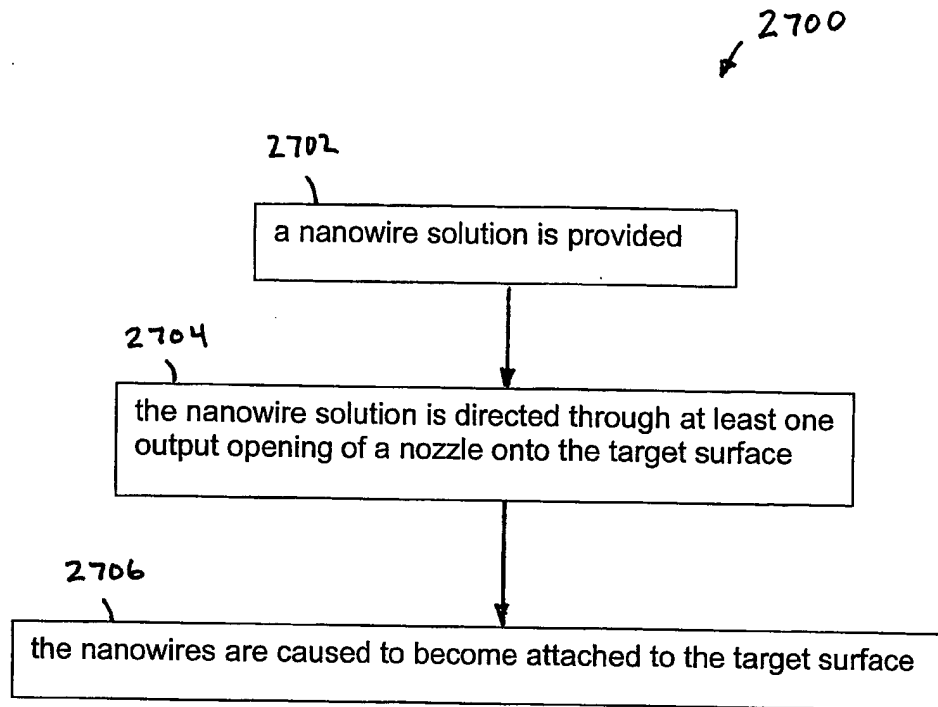 2700
2702
a nanowire solution is provided
2704
the nanowire solution is directed through at least one
output opening of a nozzle onto the target surface
2706
the nanowires are caused to become attached to the target surface